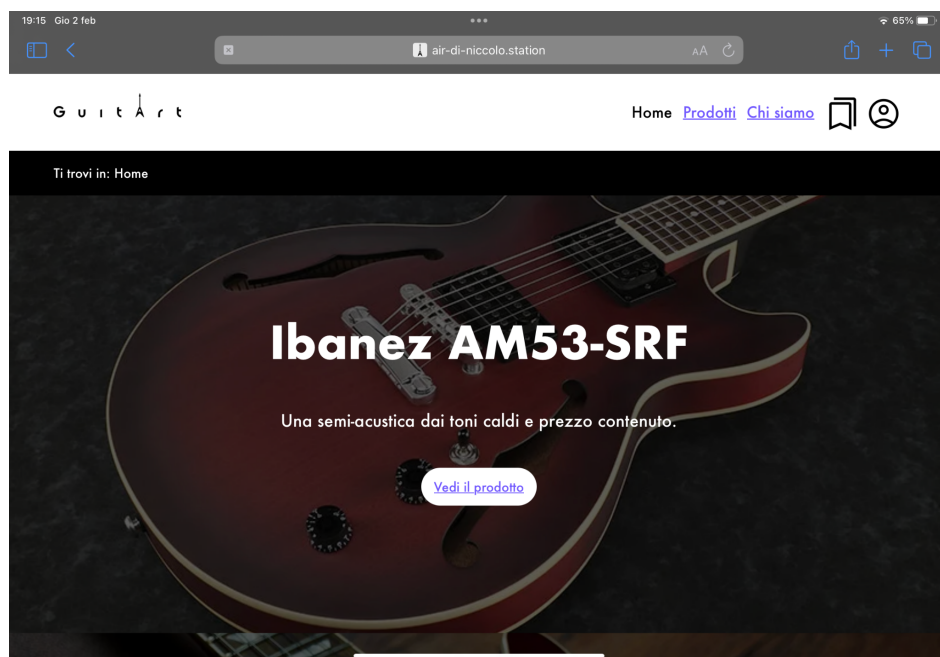 19:15 Gio 2 feb
65%
air-di-niccolo.station
AA
GuitArt
Home Prodotti Chi siamo
Ti trovi in: Home
Ibanez AM53-SRF
Una semi-acustica dai toni caldi e prezzo contenuto.
Vedi il prodotto